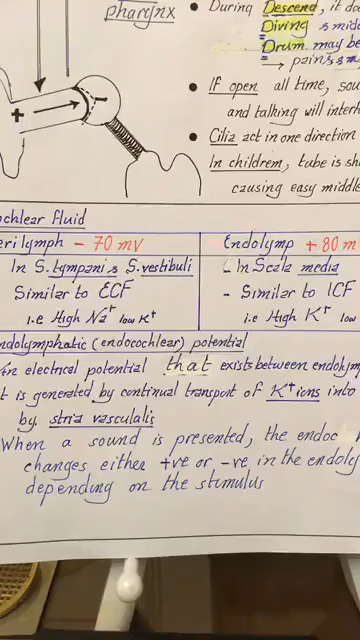 pharynx
During Descend, it do
Diving & midd
Drum may be
→ pain &
If open all time, sou
and talking will inter
Cilia act in one direction
In children, tube is sh
causing easy middle
ochlear fluid
erilymph - 70 mV
In S. tympani & S. vestibuli
Similar to ECF
i.e High Na+ low K+
Endolymp + 80 m
- In Scala media
- Similar to ICF
i.e High K+ low
ndolymphatic (endocochlear) potential
electrical potential that exists between endolym
t is generated by continual transport of K+ ions into
by stria vascualis
When a sound is presented, the endoc
changes either +ve or -ve in the endoly
depending on the stimulus